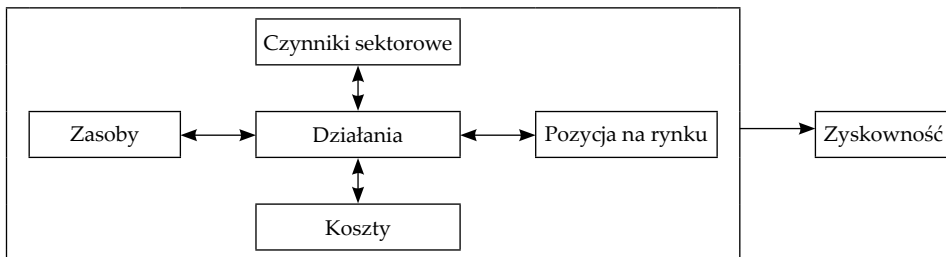 Czynniki sektorowe
Zasoby
Działania
Pozycja na rynku
Zyskowność
Koszty